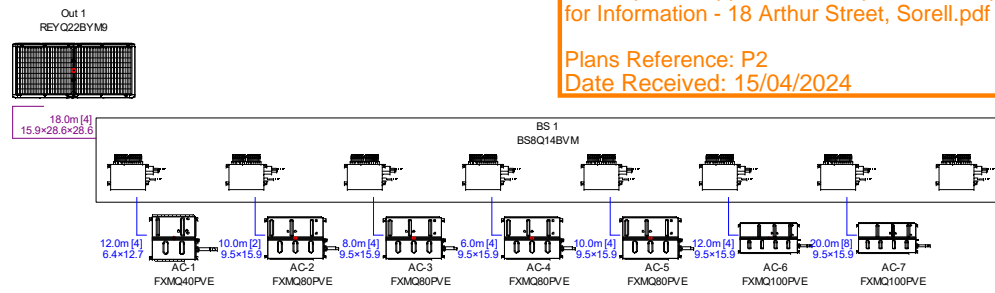 Out 1
REYQ22BYM9
for Information - 18 Arthur Street, Sorell.pdf
Plans Reference: P2
Date Received: 15/04/2024
18.0m [4]
15.9×28.6×28.6
BS 1
BS8Q14BVM
12.0m [4]
6.4×12.7
10.0m [2]
9.5×15.9
8.0m [4]
9.5×15.9
6.0m [4]
9.5×15.9
10.0m [4]
9.5×15.9
12.0m [4]
9.5×15.9
20.0m [8]
9.5×15.9
AC-1
FXMQ40PVE
AC-2
FXMQ80PVE
AC-3
FXMQ80PVE
AC-4
FXMQ80PVE
AC-5
FXMQ80PVE
AC-6
FXMQ100PVE
AC-7
FXMQ100PVE